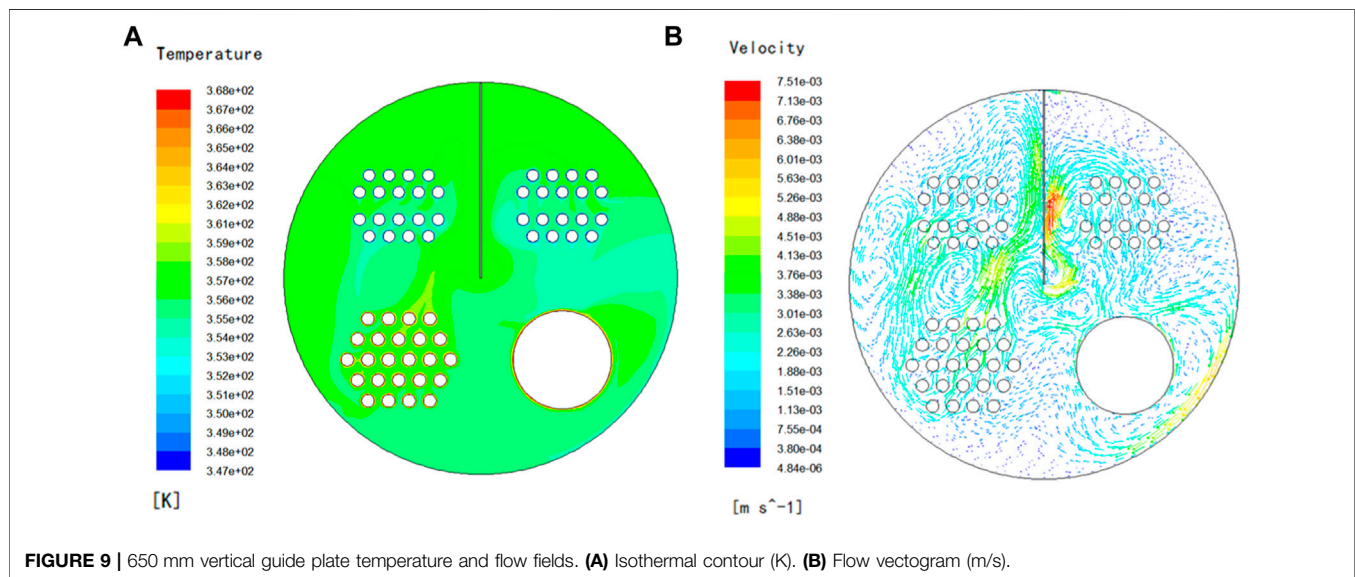 A
Temperature
3.68e+02
3.67e+02
3.66e+02
3.65e+02
3.64e+02
3.63e+02
3.62e+02
3.61e+02
3.59e+02
3.58e+02
3.57e+02
3.56e+02
3.55e+02
3.54e+02
3.53e+02
3.52e+02
3.51e+02
3.50e+02
3.49e+02
3.48e+02
3.47e+02
[K]
B
Velocity
7.51e-03
7.13e-03
6.76e-03
6.38e-03
6.01e-03
5.63e-03
5.26e-03
4.88e-03
4.51e-03
4.13e-03
3.76e-03
3.38e-03
3.01e-03
2.63e-03
2.26e-03
1.88e-03
1.51e-03
1.13e-03
7.55e-04
3.80e-04
4.84e-06
[m s^-1]
FIGURE 9 | 650 mm vertical guide plate temperature and flow fields. (A) Isothermal contour (K). (B) Flow vectogram (m/s).